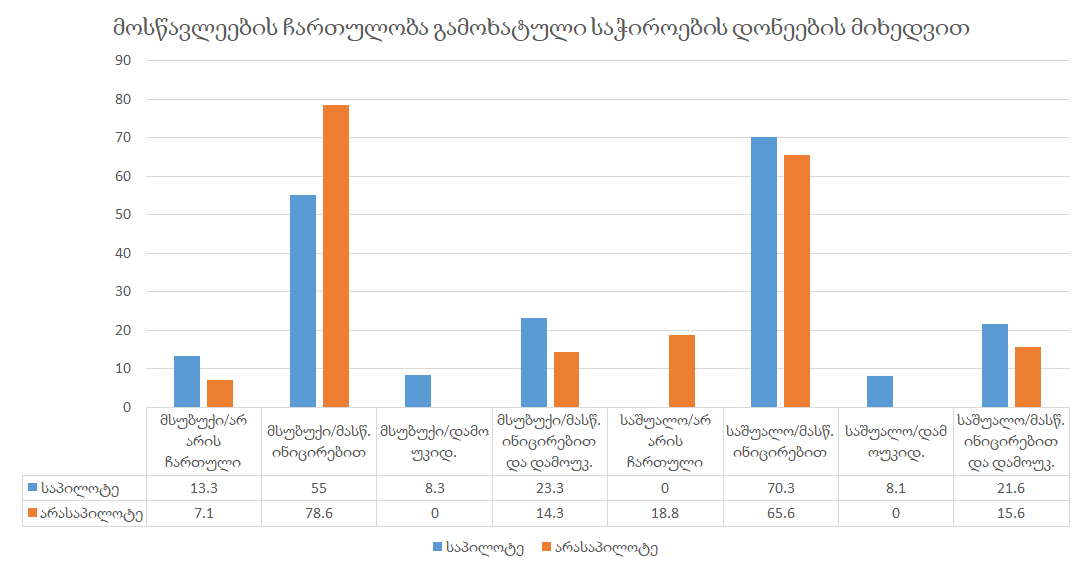 მოსწავლეების ჩართულობა გამოხატული საჭიროების დონეების მიხედვით
90
80
70
60
50
40
30
20
10
0
მსუბუქი/არ
არის
ჩართული
მსუბუქი/მასწ.
ინიცირებით
მსუბუქი/დამო
უკიდ.
მსუბუქი/მასწ.
ინიცირებით
და დამოუკ.
საშუალო/არ
არის
ჩართული
საშუალო/მასწ.
ინიცირებით
საშუალო/დამ
ოუკიდ.
საშუალო/მასწ.
ინიცირებით
და დამოუკ.
საპილოტე 13.3 55 8.3 23.3 0 70.3 8.1 21.6
არასაპილოტე 7.1 78.6 0 14.3 18.8 65.6 0 15.6
საპილოტე არასაპილოტე